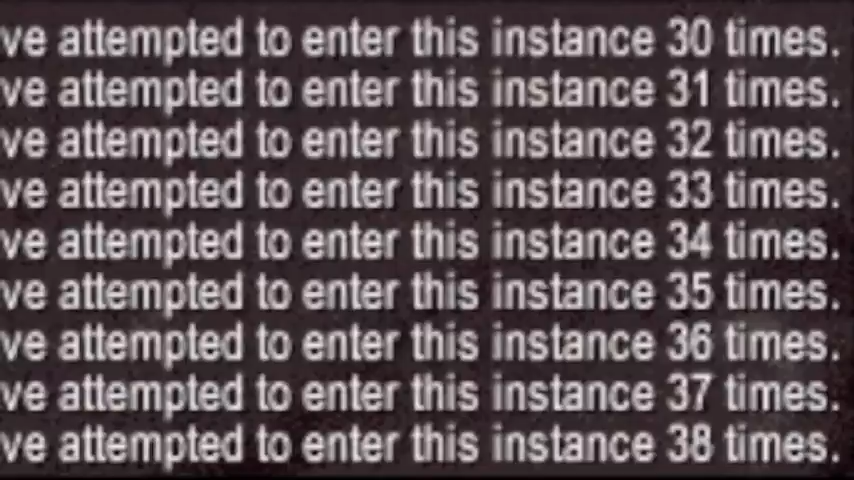 ve attempted to enter this instance 30 times.
ve attempted to enter this instance 31 times.
ve attempted to enter this instance 32 times.
ve attempted to enter this instance 33 times.
ve attempted to enter this instance 34 times.
ve attempted to enter this instance 35 times.
ve attempted to enter this instance 36 times.
ve attempted to enter this instance 37 times.
ve attempted to enter this instance 38 times.